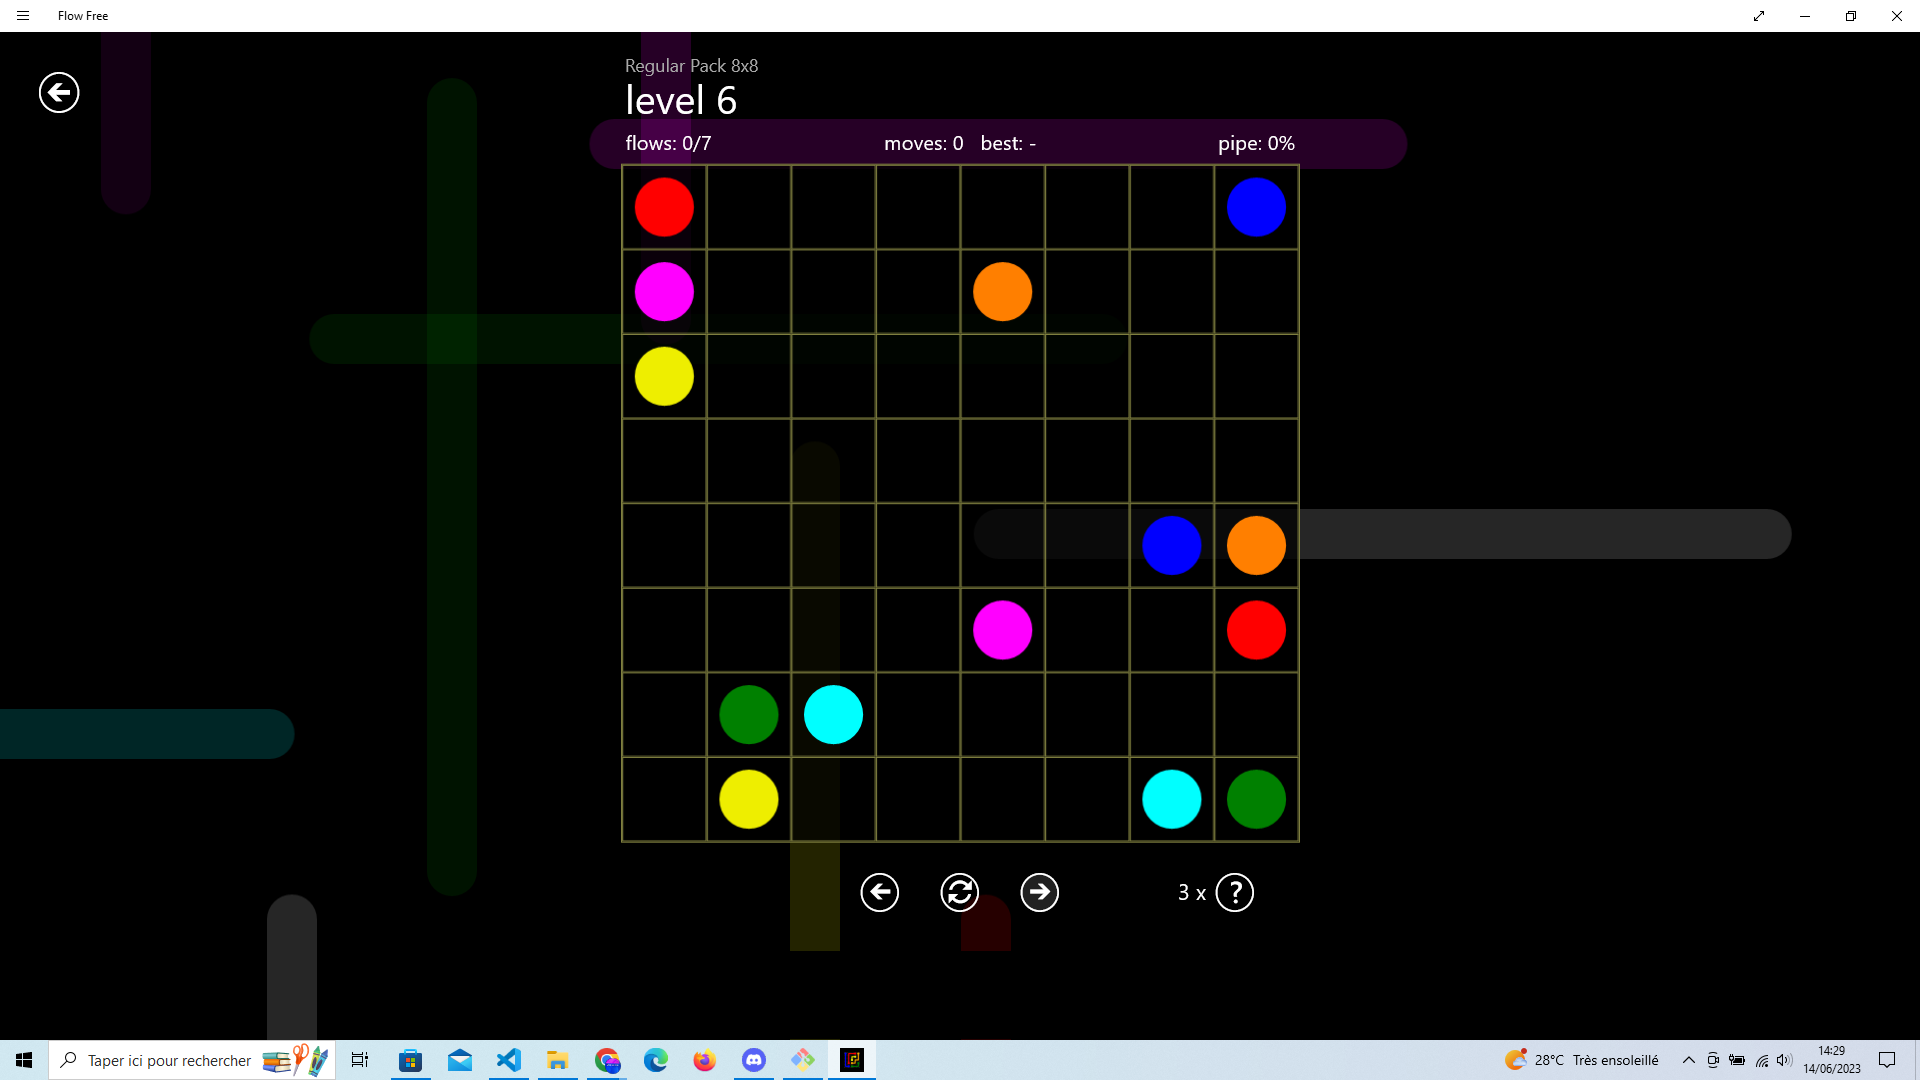 Flow Free
Regular Pack 8x8
level 6
flows: 0/7 moves: 0 best: - pipe: 0%
3 x ?
Taper ici pour rechercher
28°C Très ensoleillé
14:29
14/06/2023